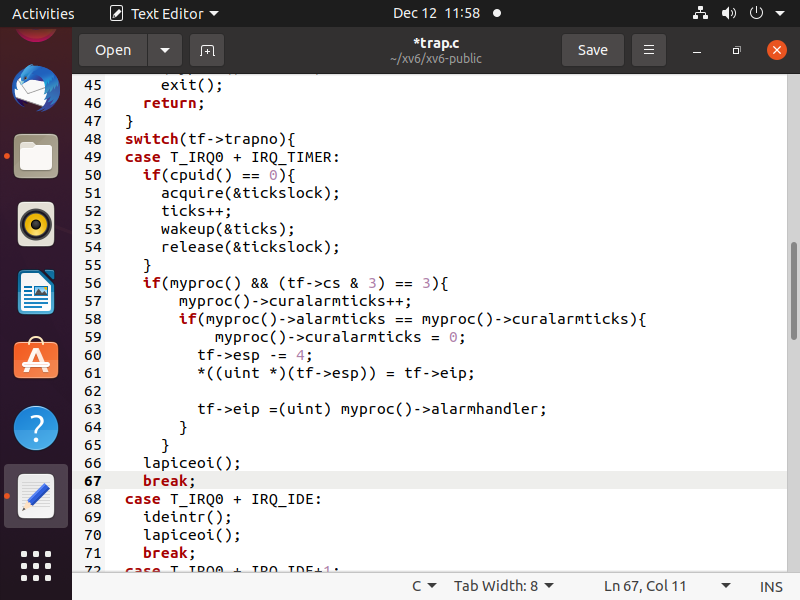 Activities Text Editor Dec 12 11:58
Open *trap.c Save
~/xv6/xv6-public
45 exit();
46 return;
47 }
48 switch(tf->trapno){
49 case T_IRQ0 + IRQ_TIMER:
50 if(cpuid() == 0){
51 acquire(&tickslock);
52 ticks++;
53 wakeup(&ticks);
54 release(&tickslock);
55 }
56 if(myproc() && (tf->cs & 3) == 3){
57 myproc()->curalarmticks++;
58 if(myproc()->alarmticks == myproc()->curalarmticks){
59 myproc()->curalarmticks = 0;
60 tf->esp -= 4;
61 *((uint *)(tf->esp)) = tf->eip;
62
63 tf->eip =(uint) myproc()->alarmhandler;
64 }
65 }
66 lapiceoi();
67 break;
68 case T_IRQ0 + IRQ_IDE:
69 ideintr();
70 lapiceoi();
71 break;
72 case T_IRQ0 + IRQ_IDE+1:
C Tab Width: 8 Ln 67, Col 11 INS